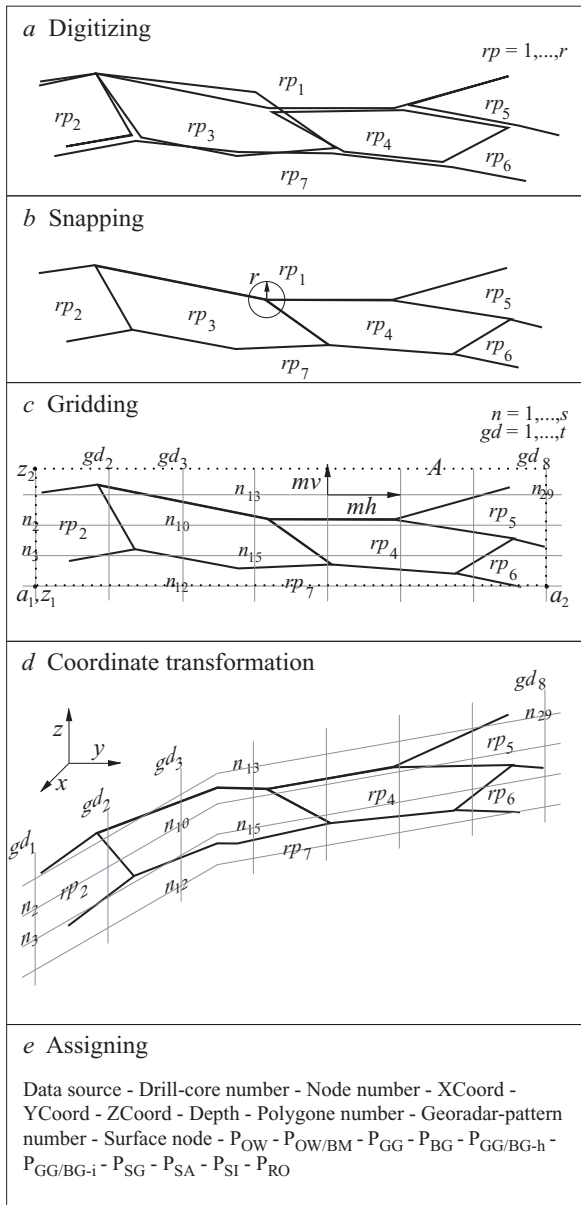 a Digitizing
rp = 1,...,r
rp1
rp2
rp5
rp3
rp4
rp6
rp7
b Snapping
r
rp1
rp2
rp5
rp3
rp4
rp6
rp7
c Gridding
n = 1,...,s
gd = 1,...,t
gd2 gd3 A gd8
z2
mv
n13 n29
mh
n2 rp2 n10 rp5
n3 n15 rp4
rp6
n12 rp7
a1,z1 a2
d Coordinate transformation
gd8
n29
z
y
x
gd3 n13
rp5
gd2
rp4 rp6
gd1 n10 n15
rp7
rp2
n12
n2
n3
e Assigning
Data source - Drill-core number - Node number - XCoord -
YCoord - ZCoord - Depth - Polygone number - Georadar-pattern
number - Surface node - POW - POW/BM - PGG - PBG - PGG/BG-h -
PGG/BG-i - PSG - PSA - PSI - PRO